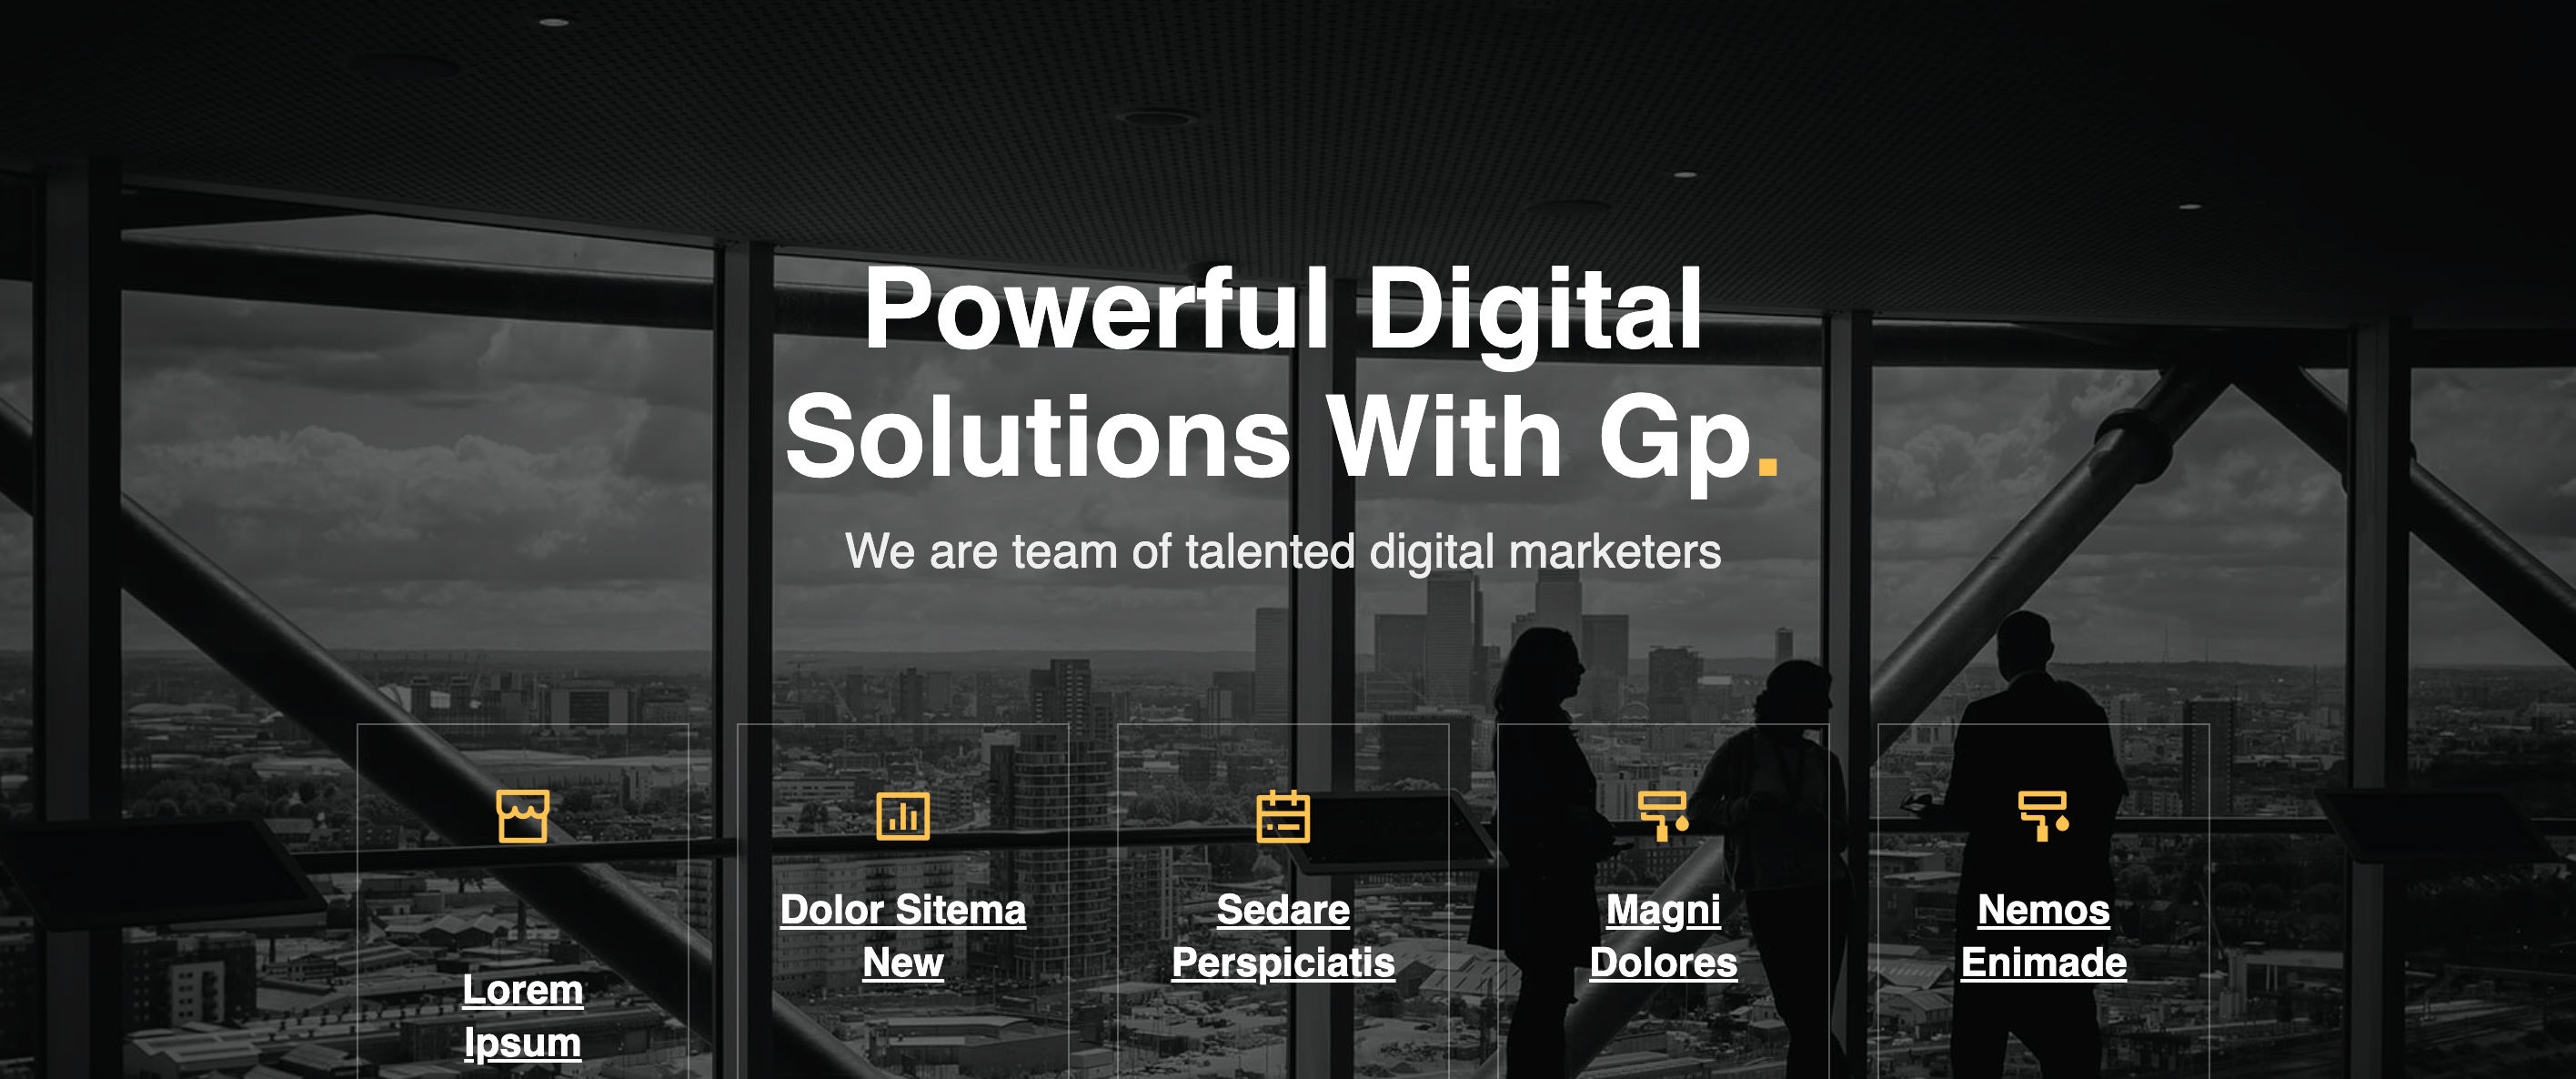 Powerful Digital
Solutions With Gp.
We are team of talented digital marketers
Lorem
Ipsum
Dolor Sitema
New
Sedare
Perspiciatis
Magni
Dolores
Nemos
Enimade